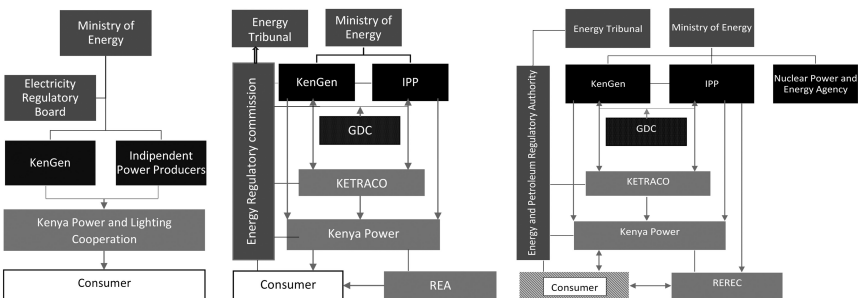 Ministry of
Energy
Electricity
Regulatory
Board
KenGen
Indipendent
Power Producers
Kenya Power and Lighting
Cooperation
Consumer
Energy
Tribunal
Ministry of
Energy
Energy Regulatory commission
KenGen
IPP
GDC
KETRACO
Kenya Power
Consumer
REA
Energy Tribunal
Ministry of Energy
Energy and Petroleum Regulatory Authority
KenGen
IPP
Nuclear Power and
Energy Agency
GDC
KETRACO
Kenya Power
Consumer
REREC